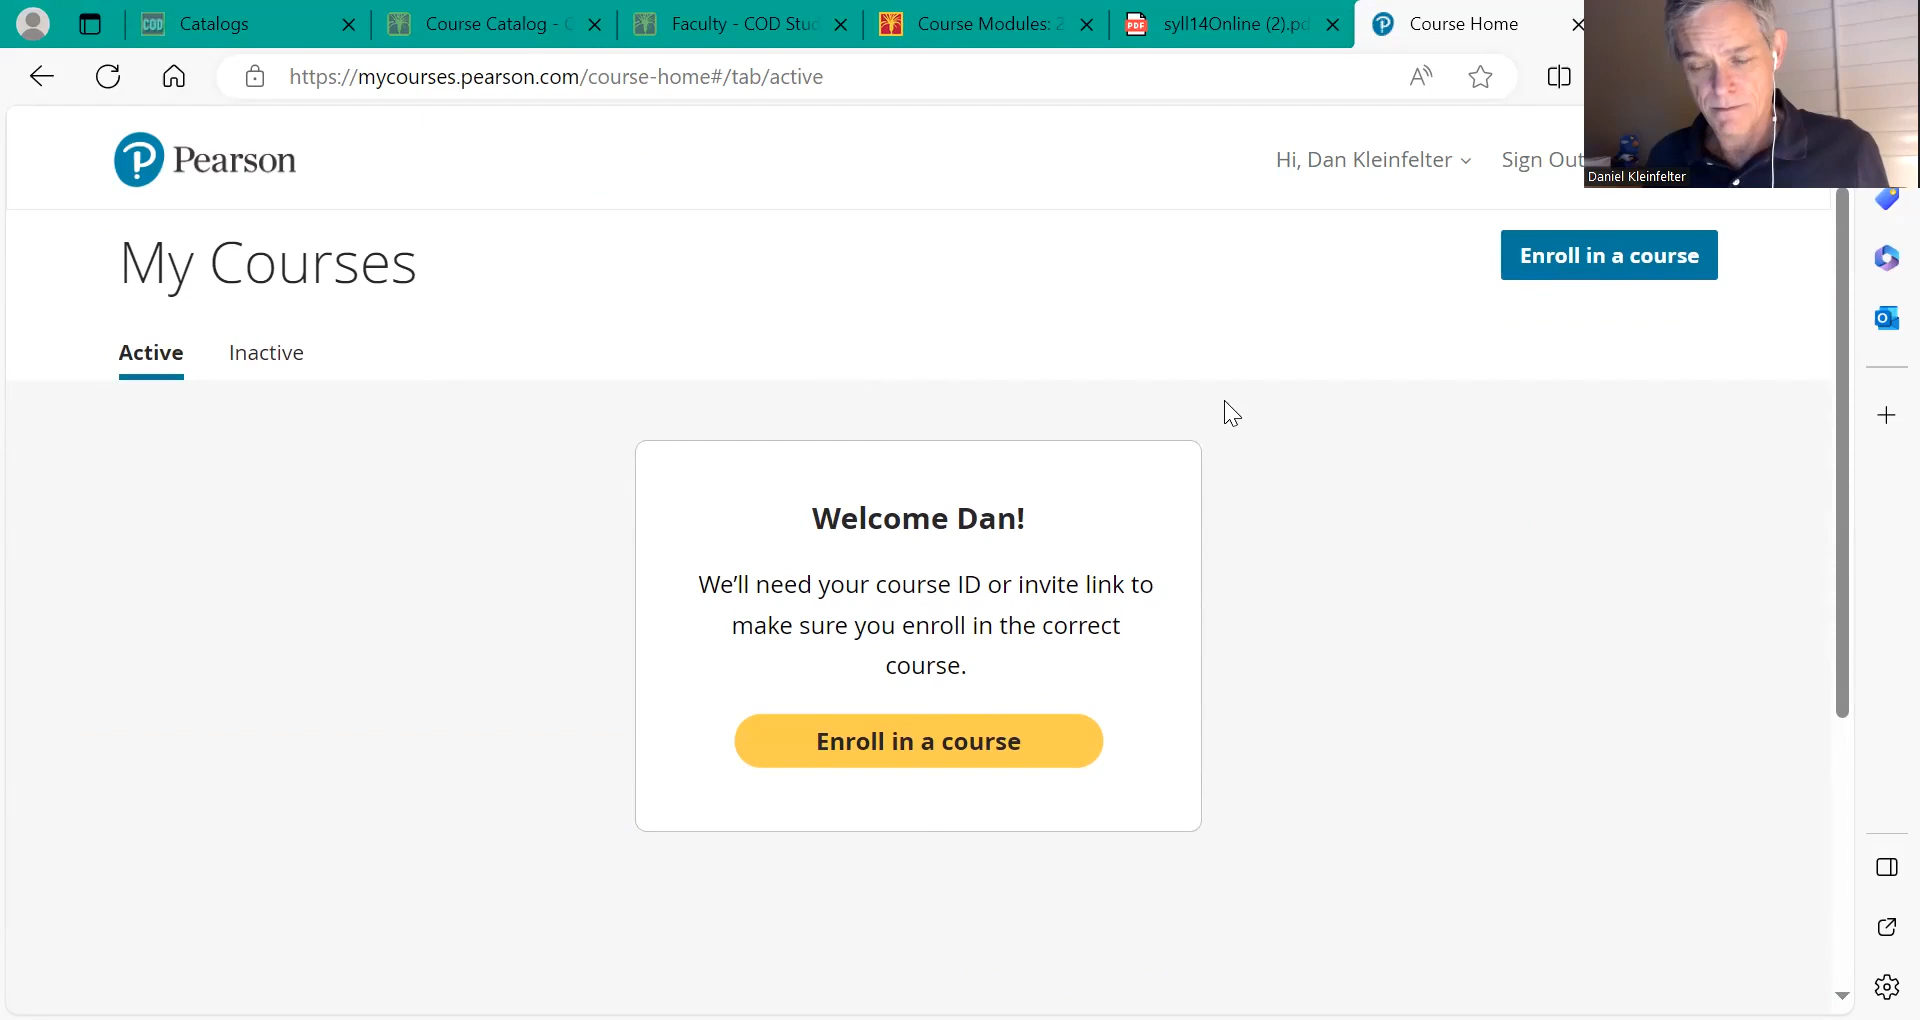 Catalogs
Course Catalog - C
Faculty - COD Stud
Course Modules: 2
syll14Online (2).pd
Course Home
https://mycourses.pearson.com/course-home#/tab/active
Pearson
Hi, Dan Kleinfelter
Sign Out
Daniel Kleinfelter
My Courses
Enroll in a course
Active
Inactive
Welcome Dan!
We’ll need your course ID or invite link to
make sure you enroll in the correct
course.
Enroll in a course